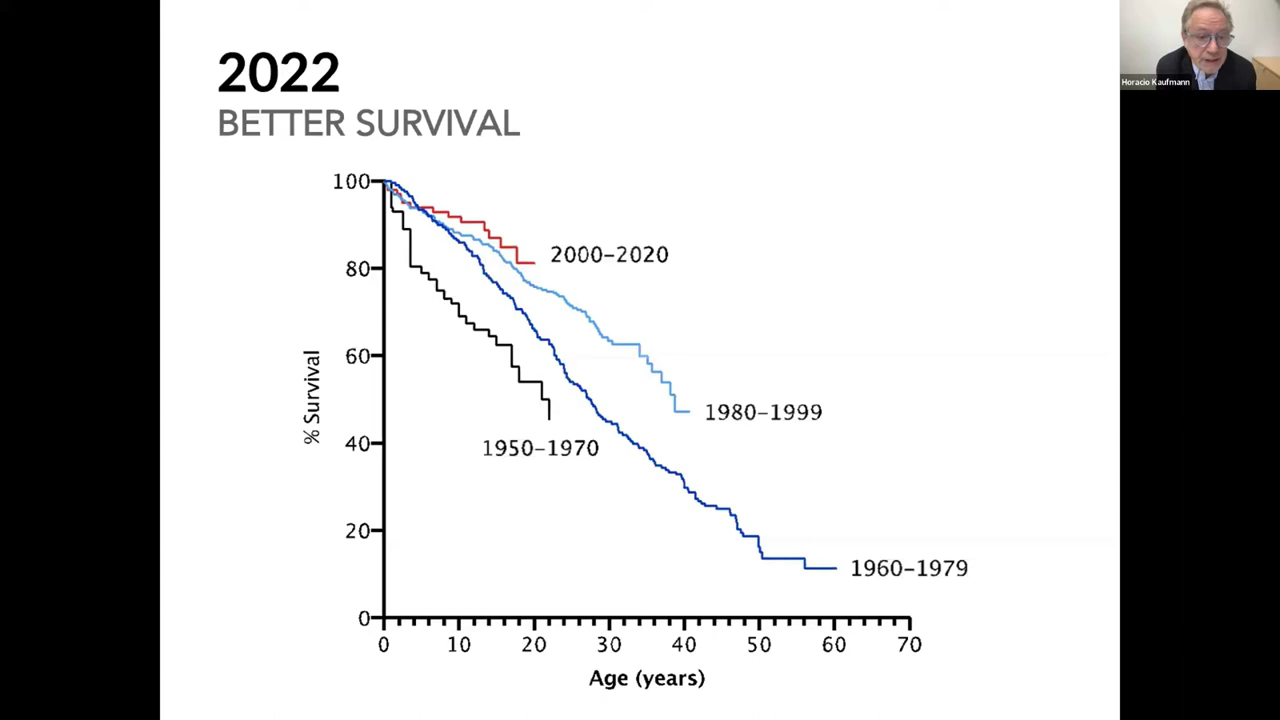 2022
BETTER SURVIVAL
Horacio Kaufmann
100
80
60
40
20
0
% Survival
2000–2020
1980–1999
1950–1970
1960–1979
0 10 20 30 40 50 60 70
Age (years)